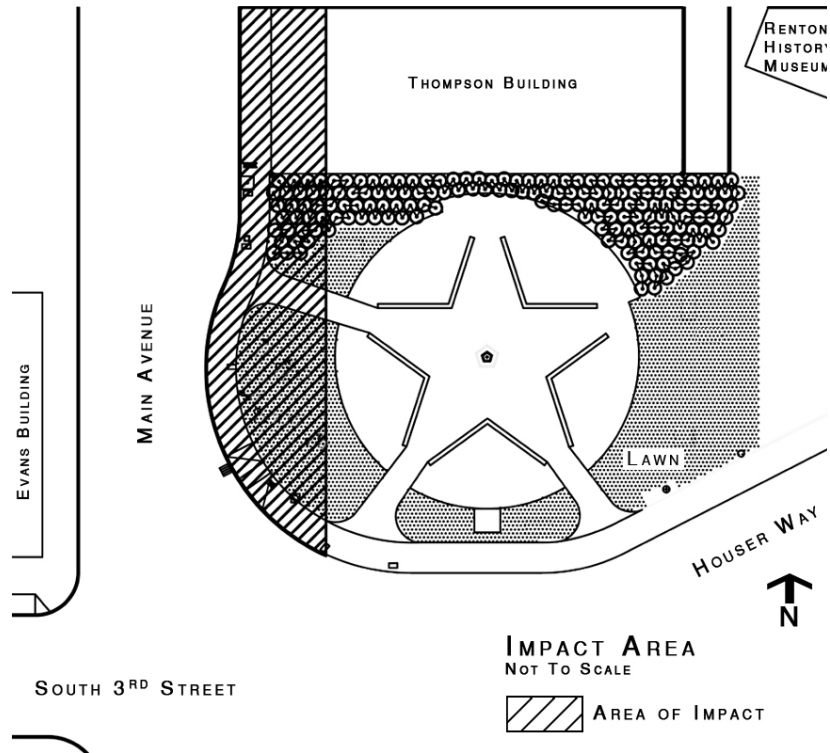 THOMPSON BUILDING
RENTON
HISTORY
MUSEUM
EVANS BUILDING
MAIN AVENUE
LAWN
HOUSER WAY
N
IMPACT AREA
NOT TO SCALE
SOUTH 3RD STREET
AREA OF IMPACT